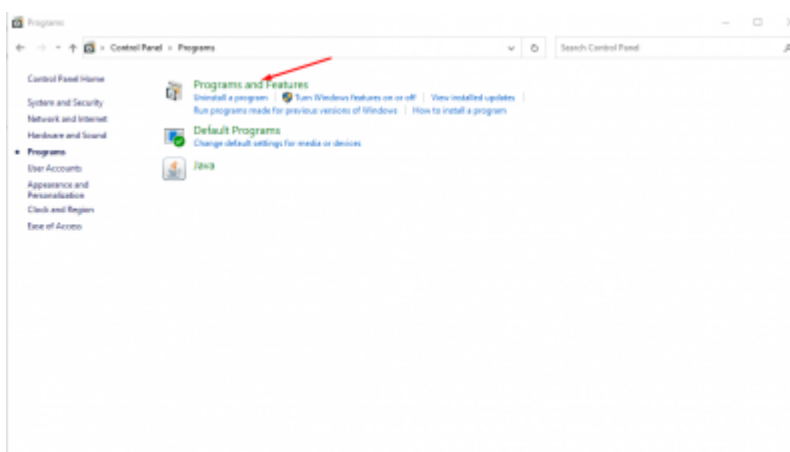 Programs
Control Panel › Programs
Search Control Panel
Control Panel Home
System and Security
Network and Internet
Hardware and Sound
Programs
User Accounts
Appearance and
Personalization
Clock and Region
Ease of Access
Programs and Features
Uninstall a program
Turn Windows features on or off
View installed updates
Run programs made for previous versions of Windows
How to install a program
Default Programs
Change default settings for media or devices
Java